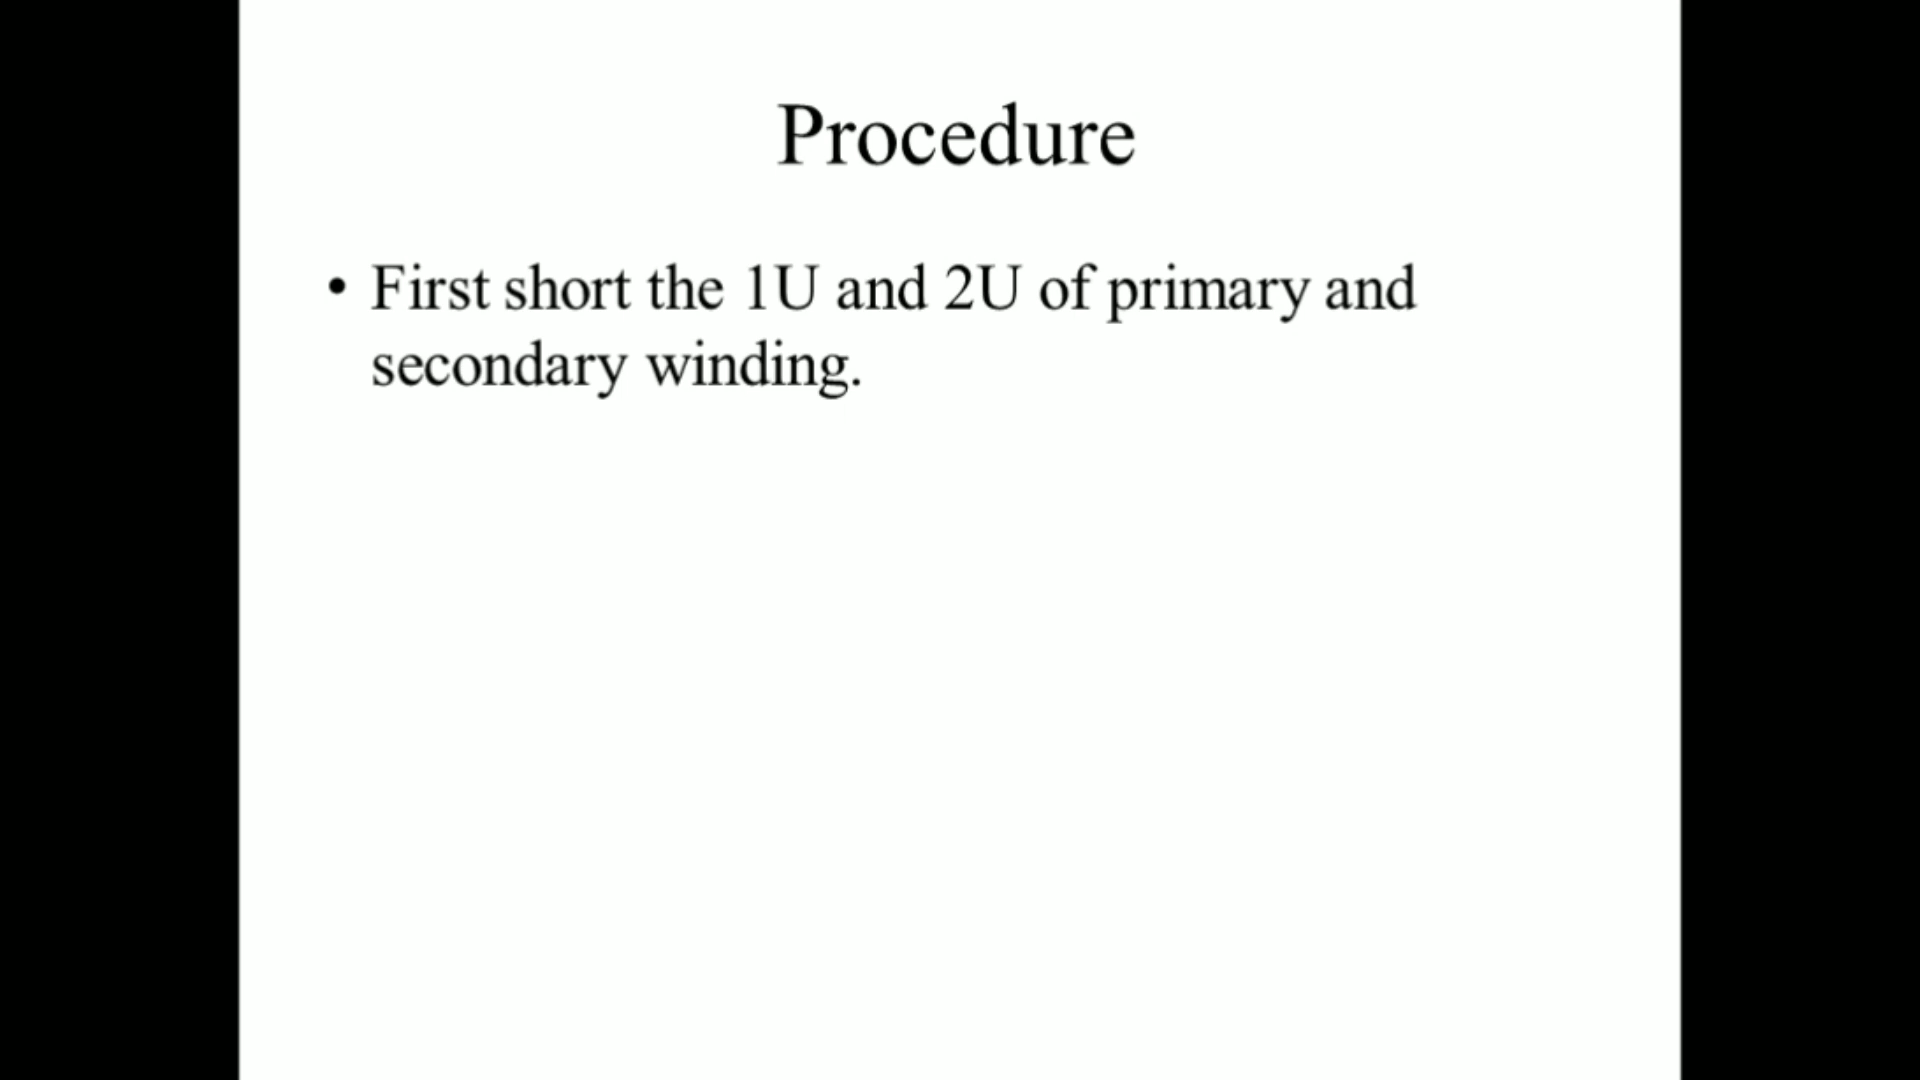 Procedure
• First short the 1U and 2U of primary and
secondary winding.